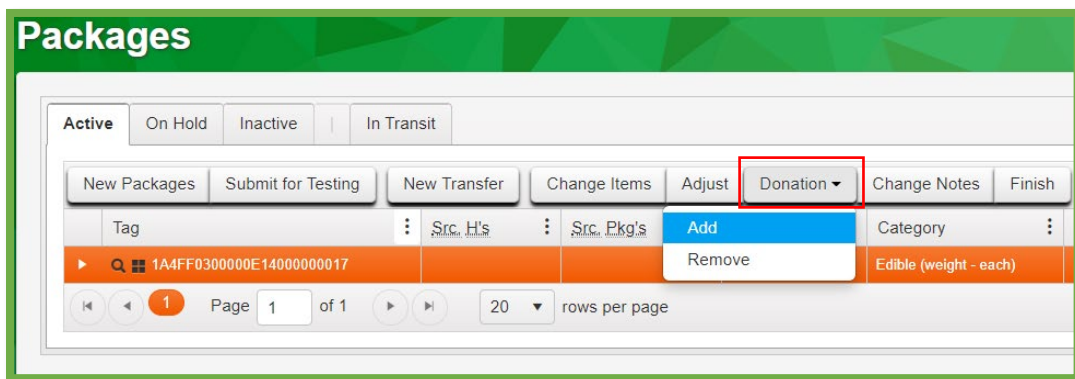 Packages
Active On Hold Inactive | In Transit
New Packages Submit for Testing New Transfer Change Items Adjust Donation Change Notes Finish
Tag Src. H's Src. Pkg's Add Category
1A4FF0300000E14000000017 Remove Edible (weight - each)
1 Page 1 of 1 20 rows per page